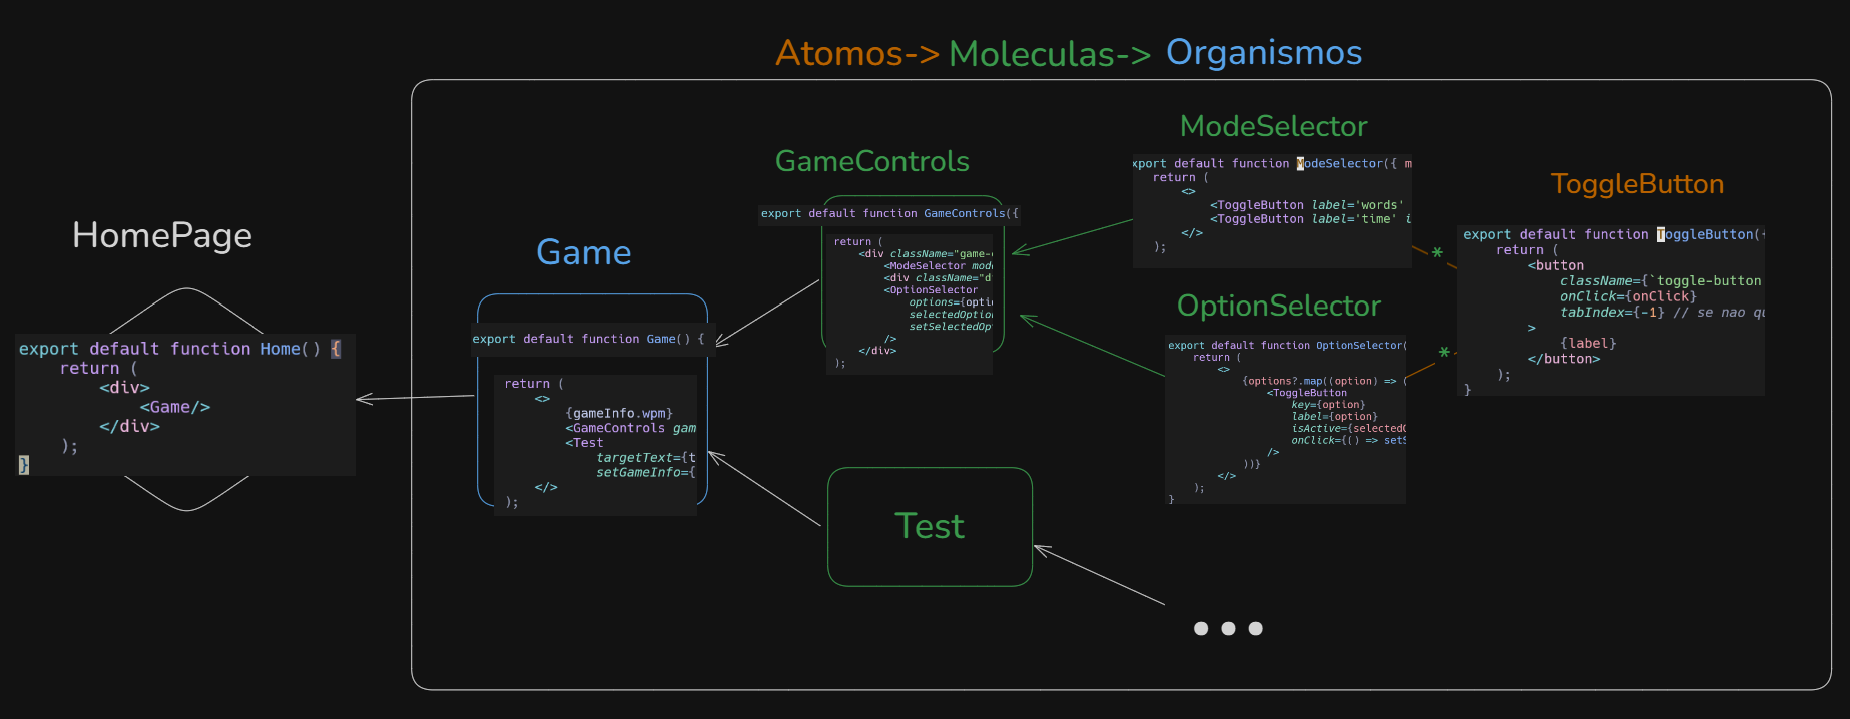 Atomos-> Moleculas-> Organismos
HomePage
export default function Home() {
return (
<div>
<Game/>
</div>
);
}
Game
export default function Game() {
return (
<>
{gameInfo.wpm}
<GameControls gam
<Test
targetText={t
setGameInfo={
</>
);
GameControls
export default function GameControls({
return (
<div className="game-
<ModeSelector mod
<div className="d
<OptionSelector
options={opti
selectedOptio
setSelectedOp
/>
</div>
);
Test
ModeSelector
xport default function ModeSelector({ m
return (
<>
<ToggleButton label='words'
<ToggleButton label='time' i
</>
);
OptionSelector
export default function OptionSelector(
return (
<>
{options?.map((option) => (
<ToggleButton
key={option}
label={option}
isActive={selectedO
onClick={() => setS
/>
))}
</>
);
}
*
*
ToggleButton
export default function ToggleButton({
return (
<button
className={`toggle-button
onClick={onClick}
tabIndex={-1} // se nao qu
>
{label}
</button>
);
}